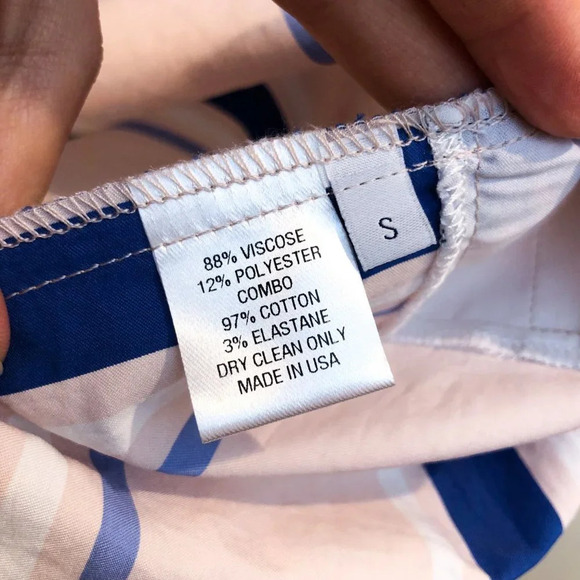 88% VISCOSE
12% POLYESTER
COMBO
97% COTTON
3% ELASTANE
DRY CLEAN ONLY
MADE IN USA
S